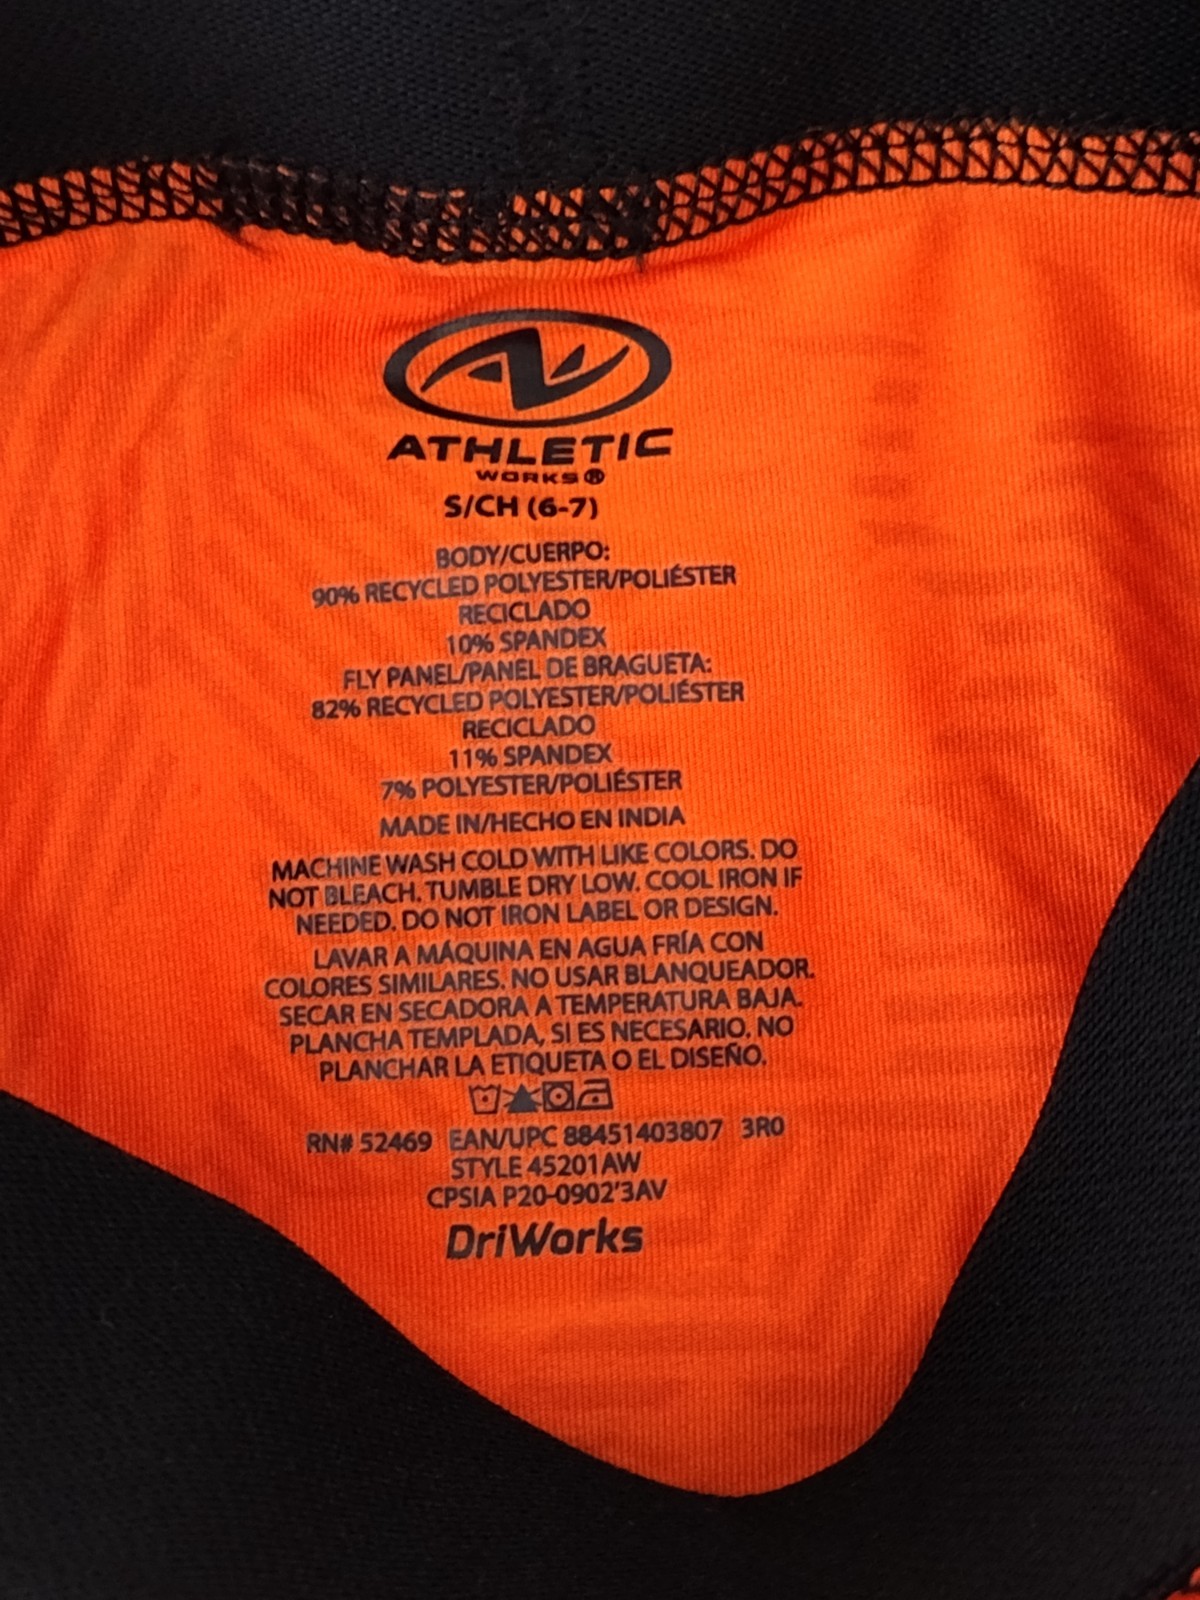 ATHLETIC
WORKS®
S/CH (6-7)
BODY/CUERPO:
90% RECYCLED POLYESTER/POLIÉSTER
RECICLADO
10% SPANDEX
FLY PANEL/PANEL DE BRAGUETA:
82% RECYCLED POLYESTER/POLIÉSTER
RECICLADO
11% SPANDEX
7% POLYESTER/POLIÉSTER
MADE IN/HECHO EN INDIA
MACHINE WASH COLD WITH LIKE COLORS. DO
NOT BLEACH. TUMBLE DRY LOW. COOL IRON IF
NEEDED. DO NOT IRON LABEL OR DESIGN.
LAVAR A MÁQUINA EN AGUA FRÍA CON
COLORES SIMILARES. NO USAR BLANQUEADOR.
SECAR EN SECADORA A TEMPERATURA BAJA.
PLANCHA TEMPLADA, SI ES NECESARIO. NO
PLANCHAR LA ETIQUETA O EL DISEÑO.
RN# 52469 EAN/UPC 88451403807 3R0
STYLE 45201AW
CPSIA P20-0902'3AV
DriWorks